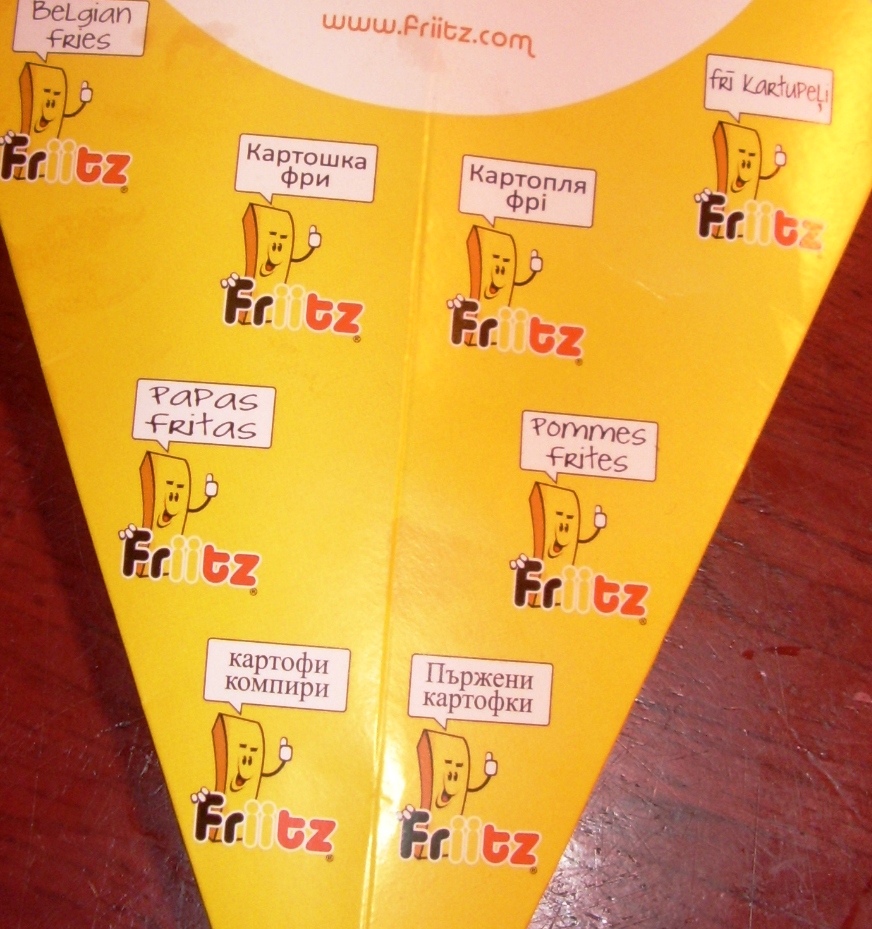 www.friitz.com
Belgian
fries
Friitz
frī kartupeļi
Friitz
Картошка
фри
Friitz
Картопля
фрі
Friitz
Papas
fritas
Friitz
Pommes
frites
Friitz
картофи
компири
Friitz
Пържени
картофки
Friitz